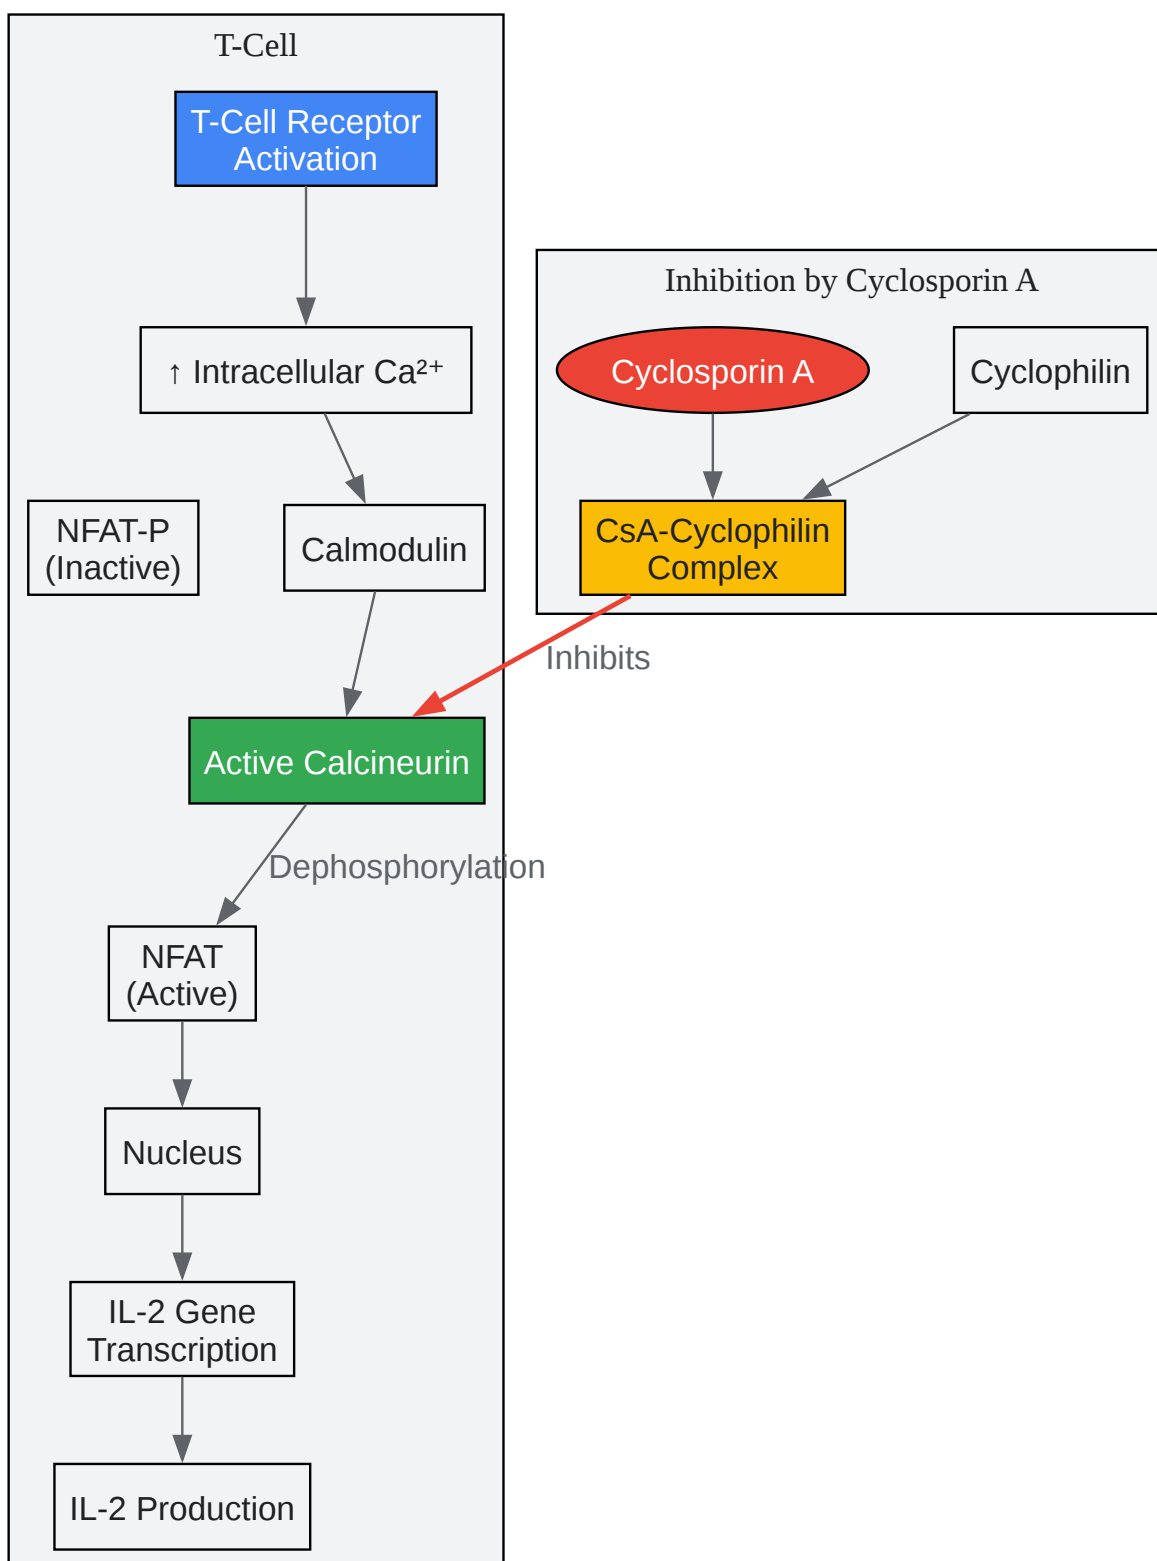 T-Cell
T-Cell Receptor
Activation
Inhibition by Cyclosporin A
↑ Intracellular Ca²⁺
Cyclosporin A
Cyclophilin
NFAT-P
(Inactive)
Calmodulin
CsA-Cyclophilin
Complex
Inhibits
Active Calcineurin
Dephosphorylation
NFAT
(Active)
Nucleus
IL-2 Gene
Transcription
IL-2 Production